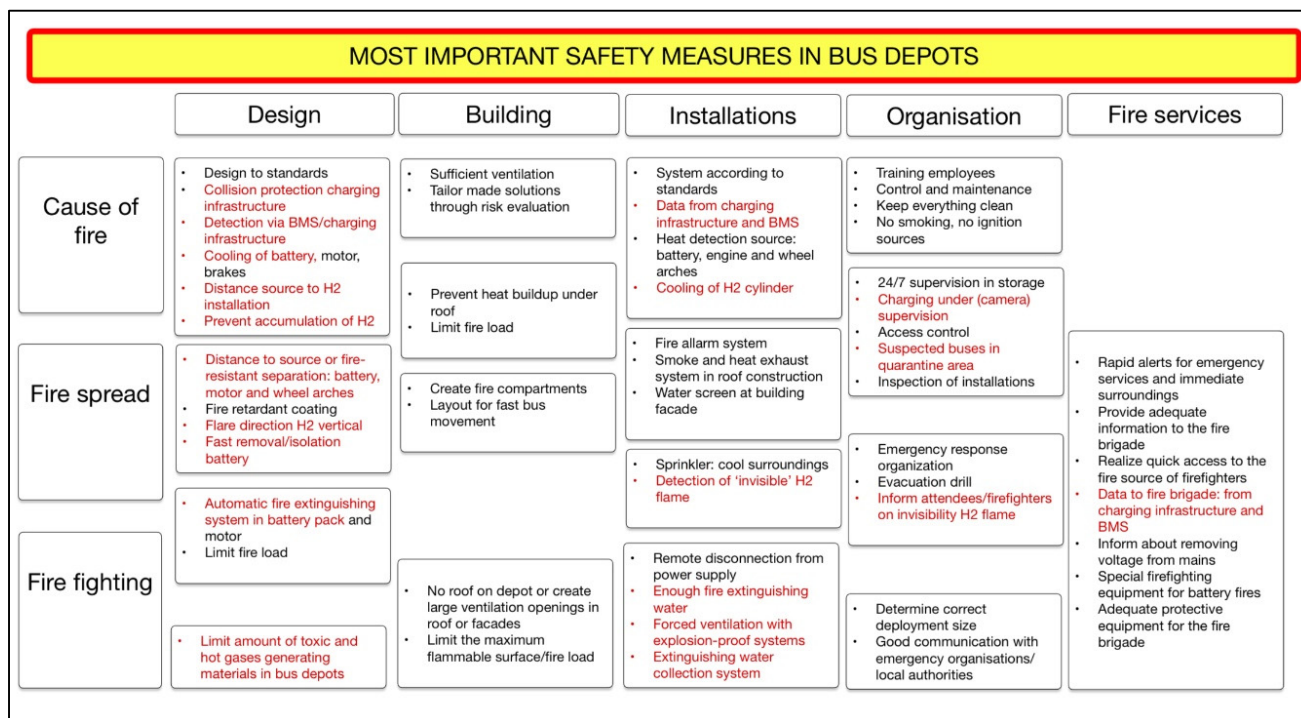 MOST IMPORTANT SAFETY MEASURES IN BUS DEPOTS
Design
Building
Installations
Organisation
Fire services
Cause of
fire
• Design to standards
• Collision protection charging
infrastructure
• Detection via BMS/charging
infrastructure
• Cooling of battery, motor,
brakes
• Distance source to H2
installation
• Prevent accumulation of H2
• Sufficient ventilation
• Tailor made solutions
through risk evaluation
• Prevent heat buildup under
roof
• Limit fire load
• System according to
standards
• Data from charging
infrastructure and BMS
• Heat detection source:
battery, engine and wheel
arches
• Cooling of H2 cylinder
• Training employees
• Control and maintenance
• Keep everything clean
• No smoking, no ignition
sources
• 24/7 supervision in storage
• Charging under (camera)
supervision
• Access control
• Suspected buses in
quarantine area
• Inspection of installations
Fire spread
• Distance to source or fire-
resistant separation: battery,
motor and wheel arches
• Fire retardant coating
• Flare direction H2 vertical
• Fast removal/isolation
battery
• Create fire compartments
• Layout for fast bus
movement
• Fire allarm system
• Smoke and heat exhaust
system in roof construction
• Water screen at building
facade
• Sprinkler: cool surroundings
• Detection of ‘invisible’ H2
flame
• Emergency response
organization
• Evacuation drill
• Inform attendees/firefighters
on invisibility H2 flame
• Rapid alerts for emergency
services and immediate
surroundings
• Provide adequate
information to the fire
brigade
• Realize quick access to the
fire source of firefighters
• Data to fire brigade: from
charging infrastructure and
BMS
• Inform about removing
voltage from mains
• Special firefighting
equipment for battery fires
• Adequate protective
equipment for the fire
brigade
Fire fighting
• Automatic fire extinguishing
system in battery pack and
motor
• Limit fire load
• Limit amount of toxic and
hot gases generating
materials in bus depots
• No roof on depot or create
large ventilation openings in
roof or facades
• Limit the maximum
flammable surface/fire load
• Remote disconnection from
power supply
• Enough fire extinguishing
water
• Forced ventilation with
explosion-proof systems
• Extinguishing water
collection system
• Determine correct
deployment size
• Good communication with
emergency organisations/
local authorities